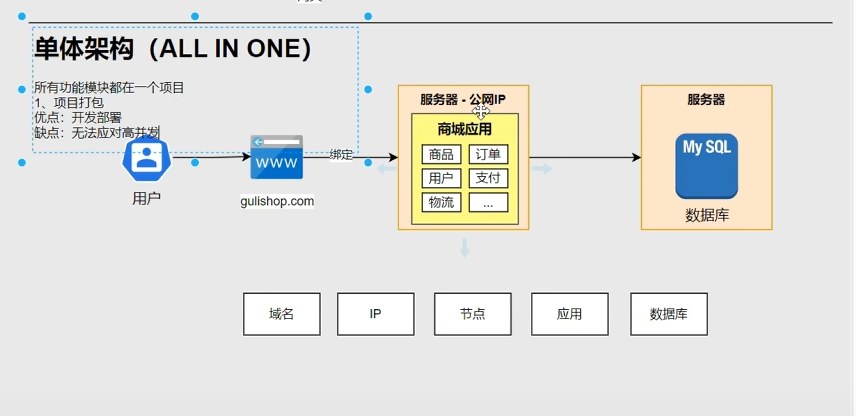 单体架构（ALL IN ONE）
所有功能模块都在一个项目
1、项目打包
优点：开发部署
缺点：无法应对高并发
用户
WWW
gulishop.com
绑定
服务器 - 公网IP
商城应用
商品
订单
用户
支付
物流
...
服务器
My SQL
数据库
域名
IP
节点
应用
数据库